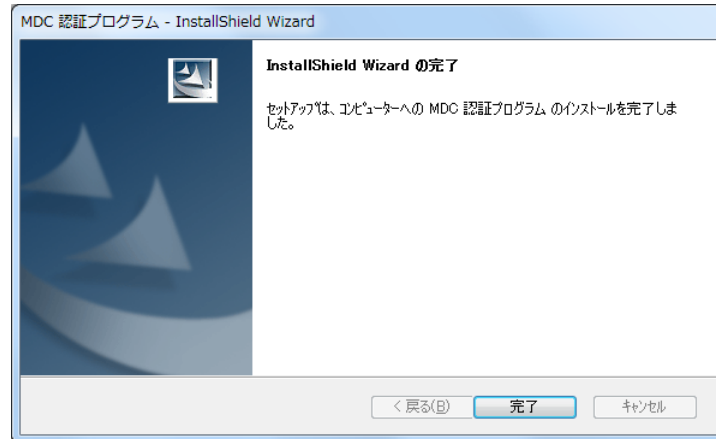 MDC 認証プログラム - InstallShield Wizard
InstallShield Wizard の完了
セットアップは、コンピューターへの MDC 認証プログラム のインストールを完了しま
した。
< 戻る(B)
完了
キャンセル